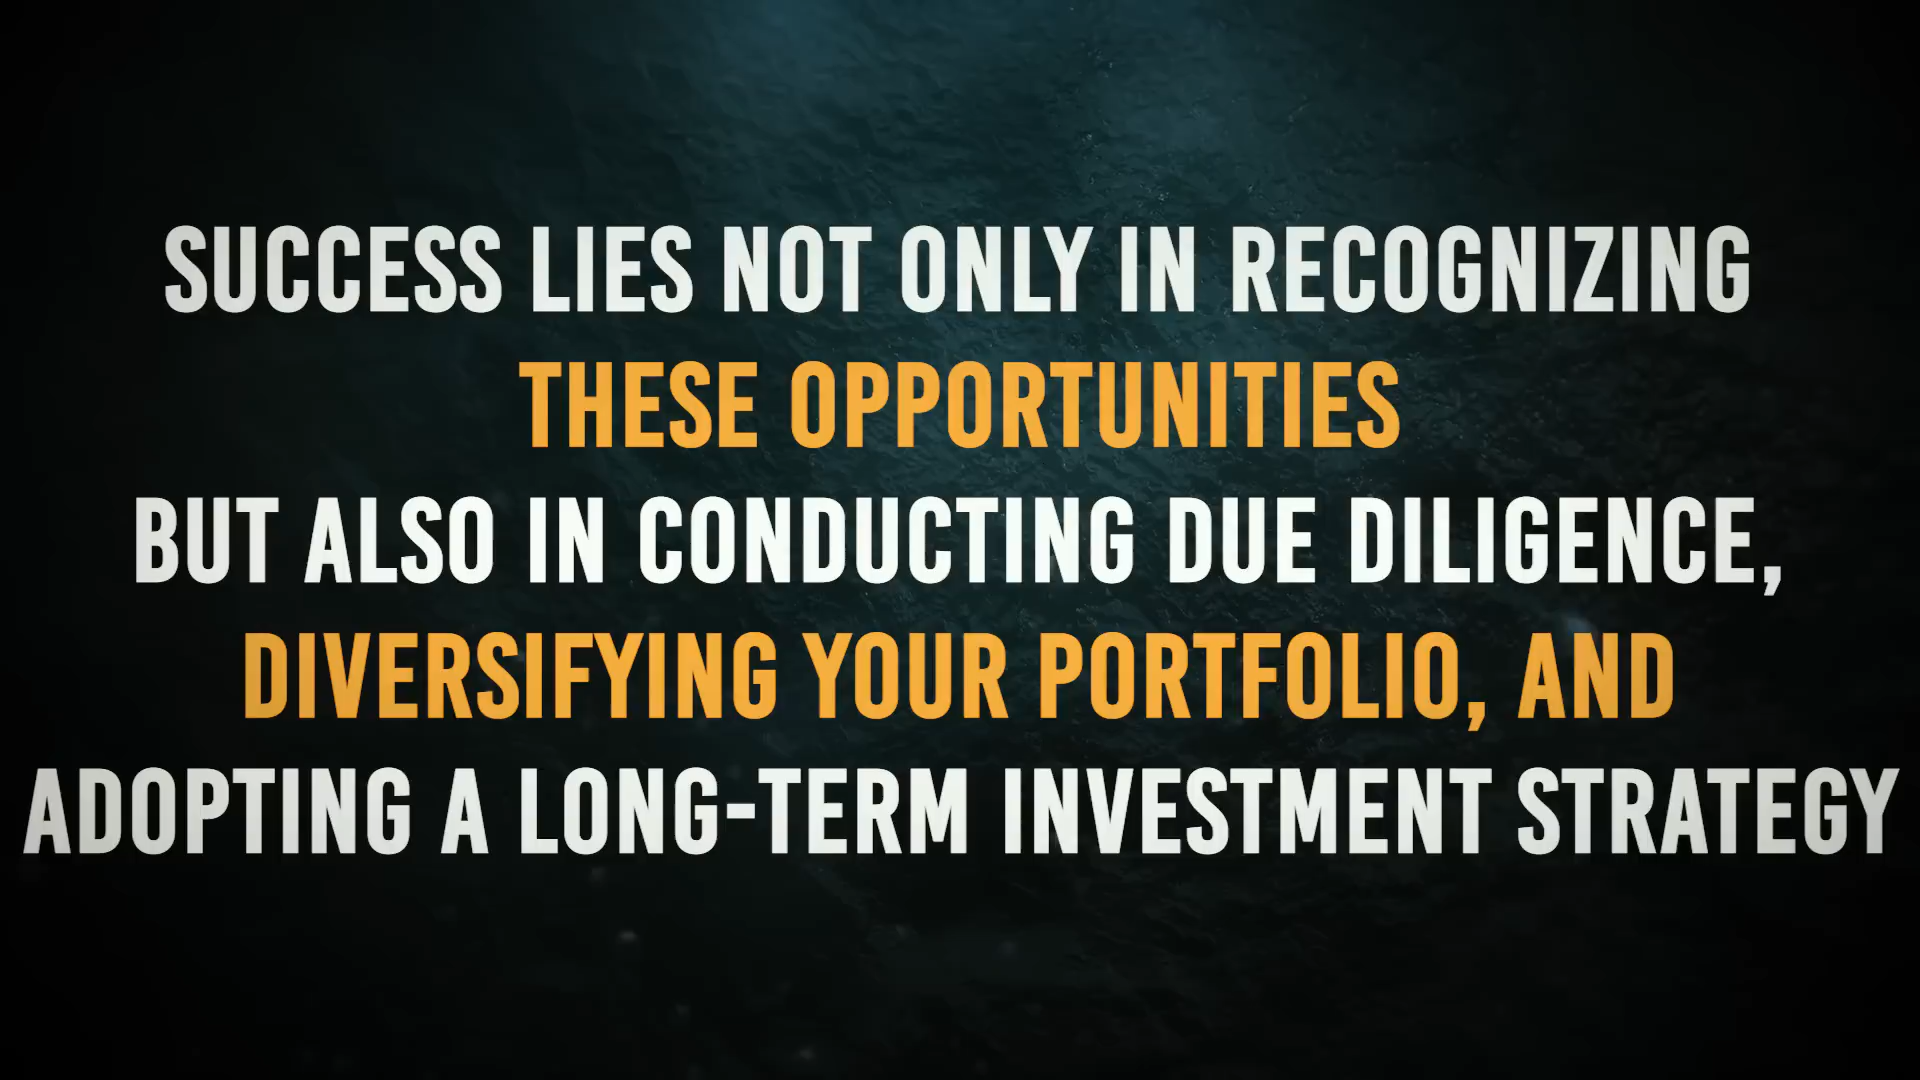 SUCCESS LIES NOT ONLY IN RECOGNIZING
THESE OPPORTUNITIES
BUT ALSO IN CONDUCTING DUE DILIGENCE,
DIVERSIFYING YOUR PORTFOLIO, AND
ADOPTING A LONG-TERM INVESTMENT STRATEGY